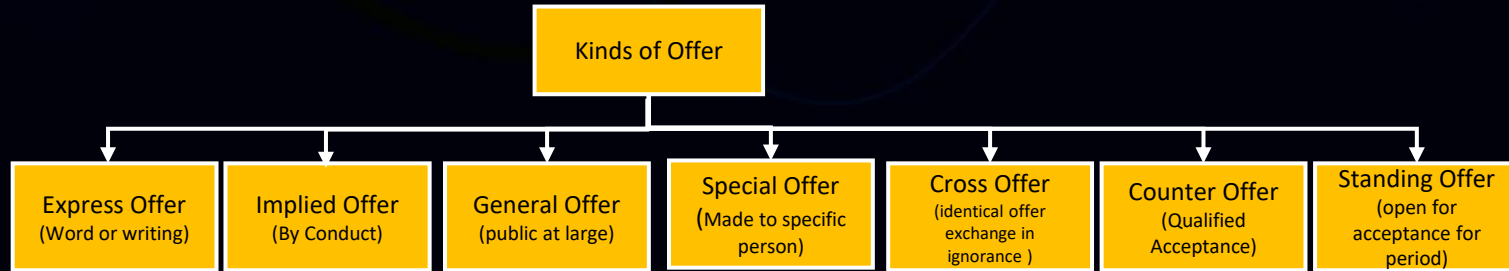 Kinds of Offer
Express Offer
(Word or writing)
Implied Offer
(By Conduct)
General Offer
(public at large)
Special Offer
(Made to specific
person)
Cross Offer
(identical offer
exchange in
ignorance )
Counter Offer
(Qualified
Acceptance)
Standing Offer
(open for
acceptance for
period)